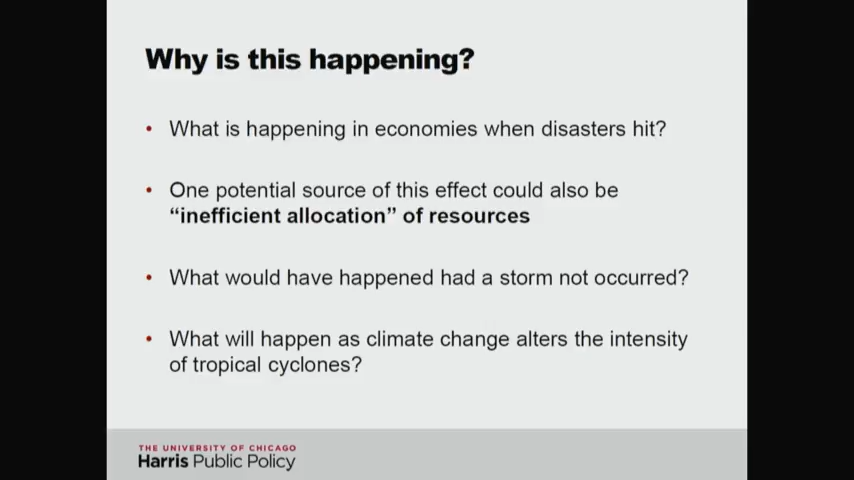 Why is this happening?
• What is happening in economies when disasters hit?
• One potential source of this effect could also be
“inefficient allocation” of resources
• What would have happened had a storm not occurred?
• What will happen as climate change alters the intensity
of tropical cyclones?
THE UNIVERSITY OF CHICAGO
Harris Public Policy